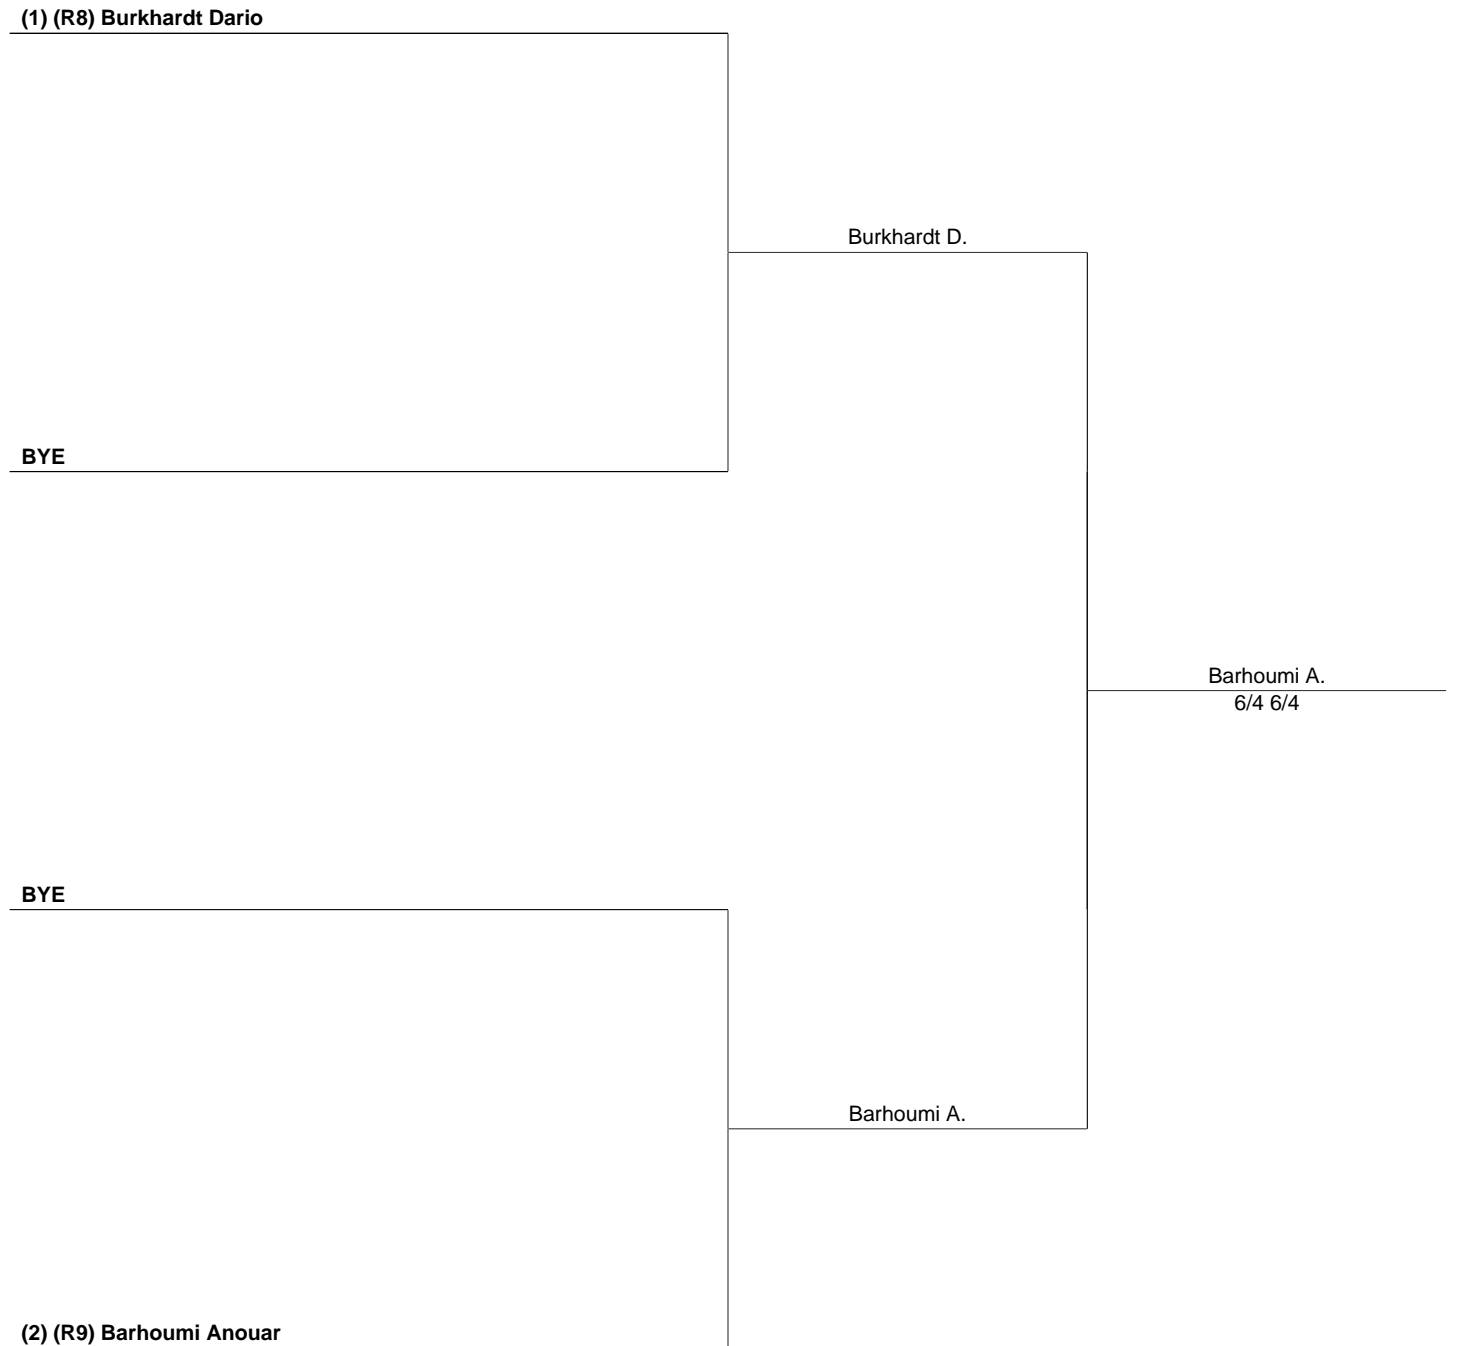 (1) (R8) Burkhardt Dario
Burkhardt D.
BYE
Barhoumi A.
6/4 6/4
BYE
Barhoumi A.
(2) (R9) Barhoumi Anouar